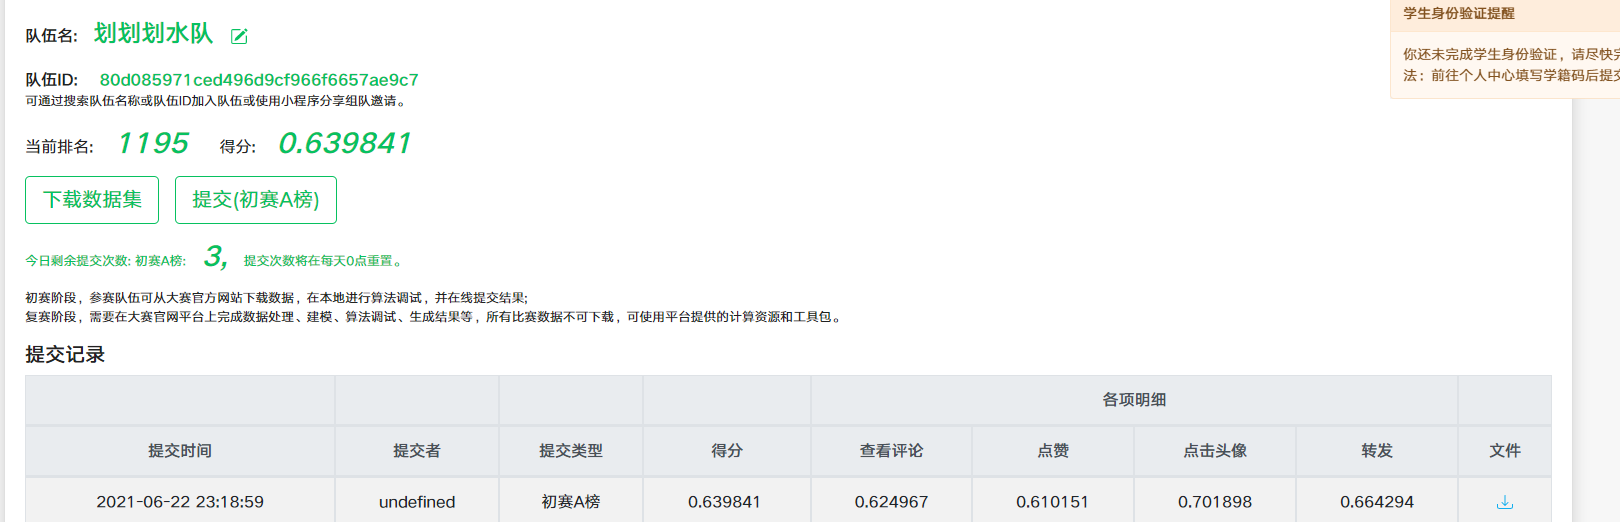 队伍名: 划划划水队
队伍ID: 80d085971ced496d9cf966f6657ae9c7
可通过搜索队伍名称或队伍ID加入队伍或使用小程序分享组队邀请。
当前排名: 1195 得分: 0.639841
下载数据集 提交(初赛A榜)
今日剩余提交次数: 初赛A榜: 3, 提交次数将在每天0点重置。
初赛阶段，参赛队伍可从大赛官方网站下载数据，在本地进行算法调试，并在线提交结果;
复赛阶段，需要在大赛官网平台上完成数据处理、建模、算法调试、生成结果等，所有比赛数据不可下载，可使用平台提供的计算资源和工具包。
提交记录
各项明细
提交时间 提交者 提交类型 得分 查看评论 点赞 点击头像 转发 文件
2021-06-22 23:18:59 undefined 初赛A榜 0.639841 0.624967 0.610151 0.701898 0.664294
学生身份验证提醒
你还未完成学生身份验证，请尽快完
法：前往个人中心填写学籍码后提交